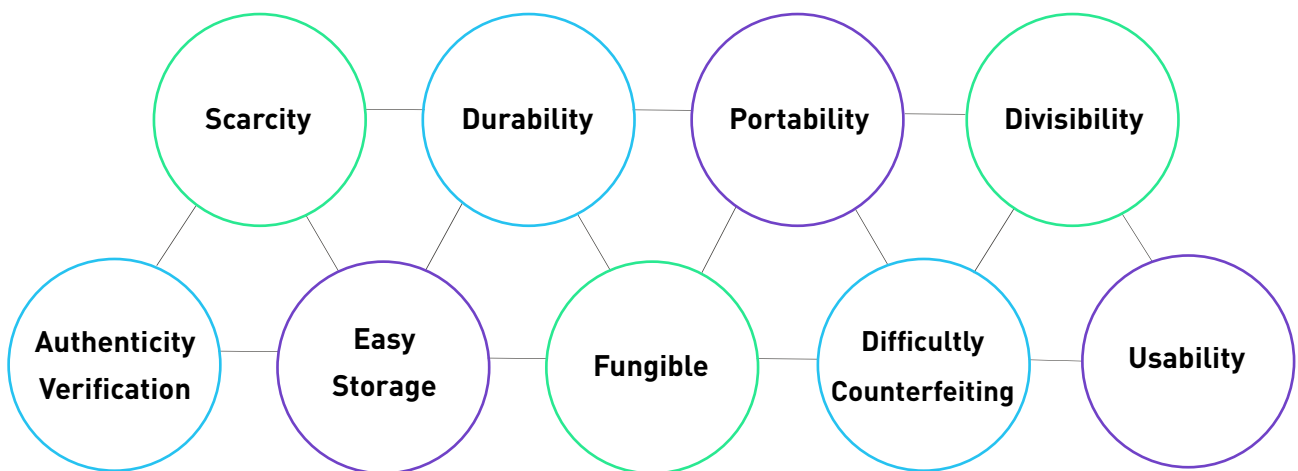 Scarcity
Durability
Portability
Divisibility
Authenticity
Verification
Easy
Storage
Fungible
Difficultly
Counterfeiting
Usability